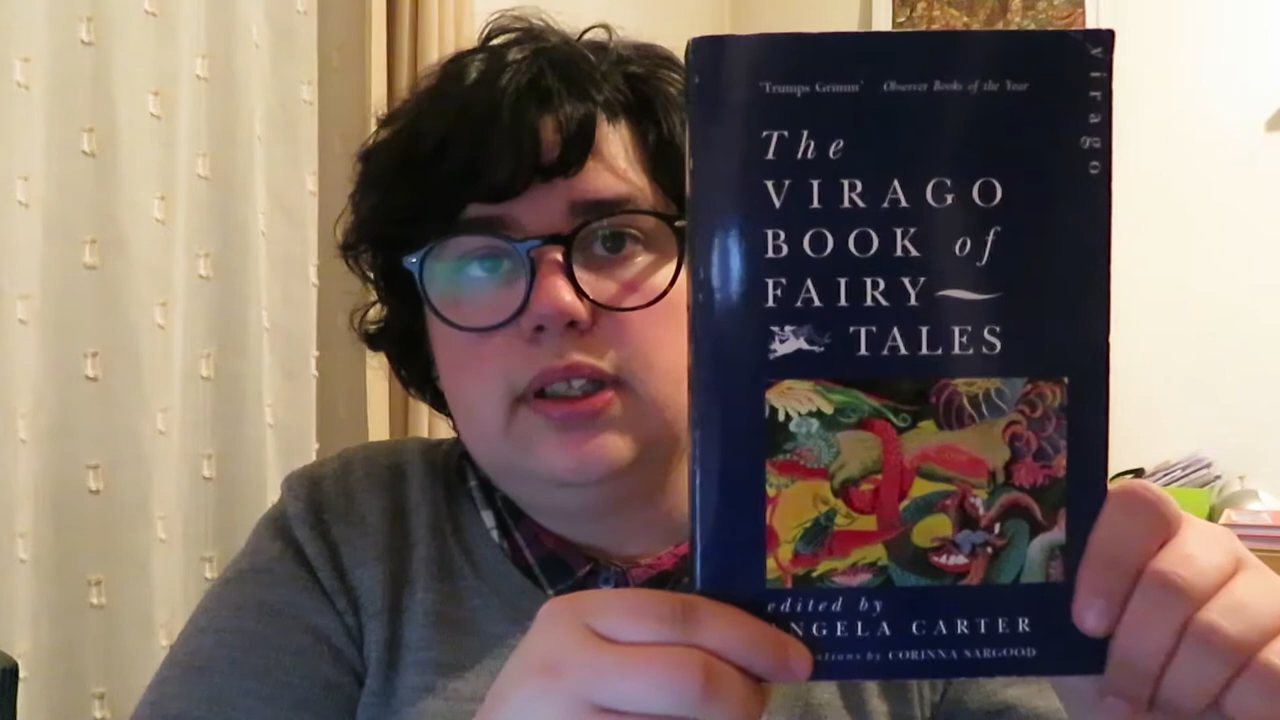 'Trumps Grimm' Observer Books of the Year
The
VIRAGO
BOOK of
FAIRY~
TALES
edited by
ANGELA CARTER
by CORINNA SARGOOD
Virago